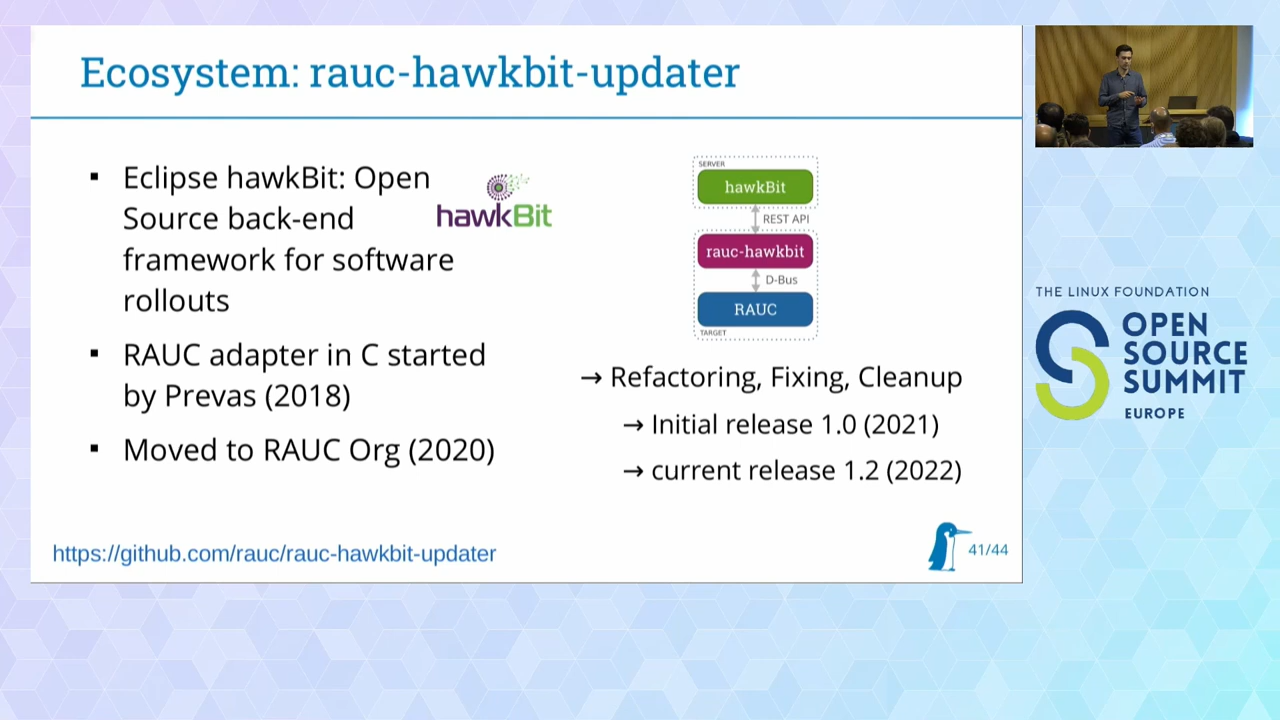 Ecosystem: rauc-hawkbit-updater
▪ Eclipse hawkBit: Open
Source back-end
framework for software
rollouts
hawkBit
▪ RAUC adapter in C started
by Prevas (2018)
▪ Moved to RAUC Org (2020)
SERVER
hawkBit
REST API
rauc-hawkbit
D-Bus
RAUC
TARGET
→ Refactoring, Fixing, Cleanup
→ Initial release 1.0 (2021)
→ current release 1.2 (2022)
https://github.com/rauc/rauc-hawkbit-updater
41/44
THE LINUX FOUNDATION
OPEN
SOURCE
SUMMIT
EUROPE